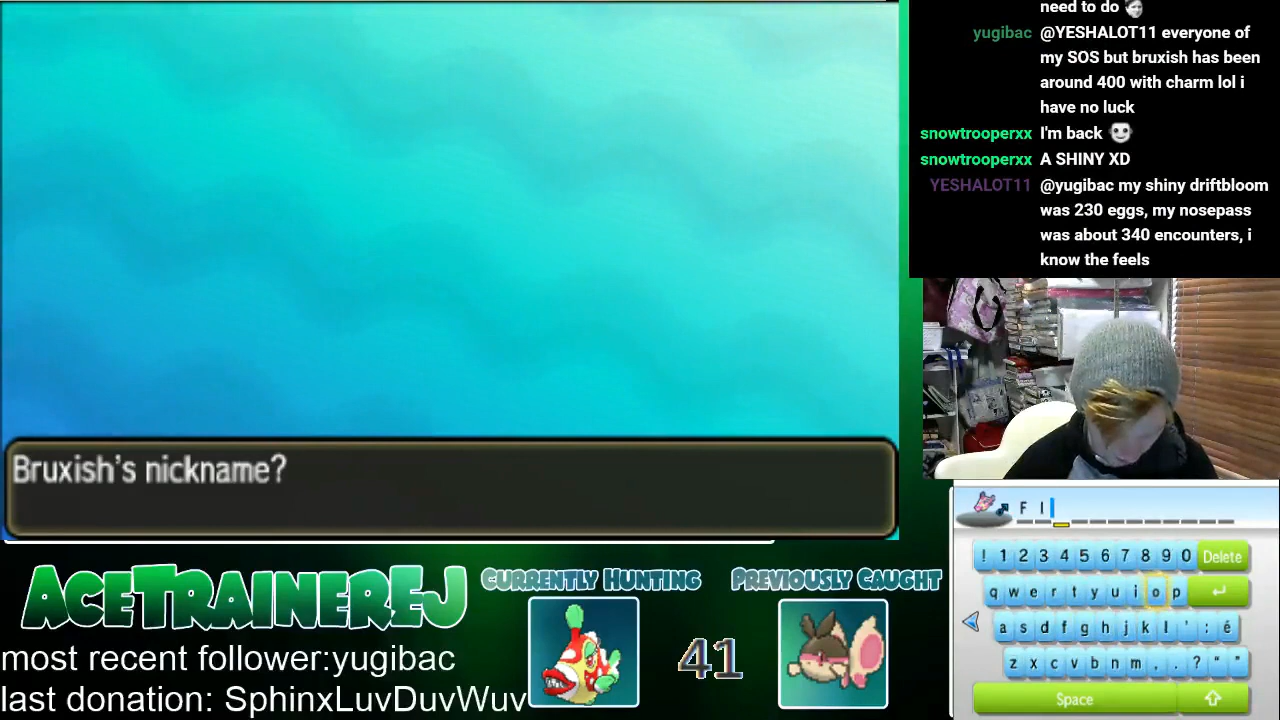 need to do
yugibac @YESHALOT11 everyone of
my SOS but bruxish has been
around 400 with charm lol i
have no luck
snowtrooperxx I'm back
snowtrooperxx A SHINY XD
YESHALOT11 @yugibac my shiny driftbloom
was 230 eggs, my nosepass
was about 340 encounters, i
know the feels
Bruxish's nickname?
F l
! 1 2 3 4 5 6 7 8 9 0 Delete
q w e r t y u i o p
a s d f g h j k l ' : é
z x c v b n m , . ? “ ”
Space
ACETRAINEREJ
CURRENTLY HUNTING
PREVIOUSLY CAUGHT
41
most recent follower:yugibac
last donation: SphinxLuvDuvWuv